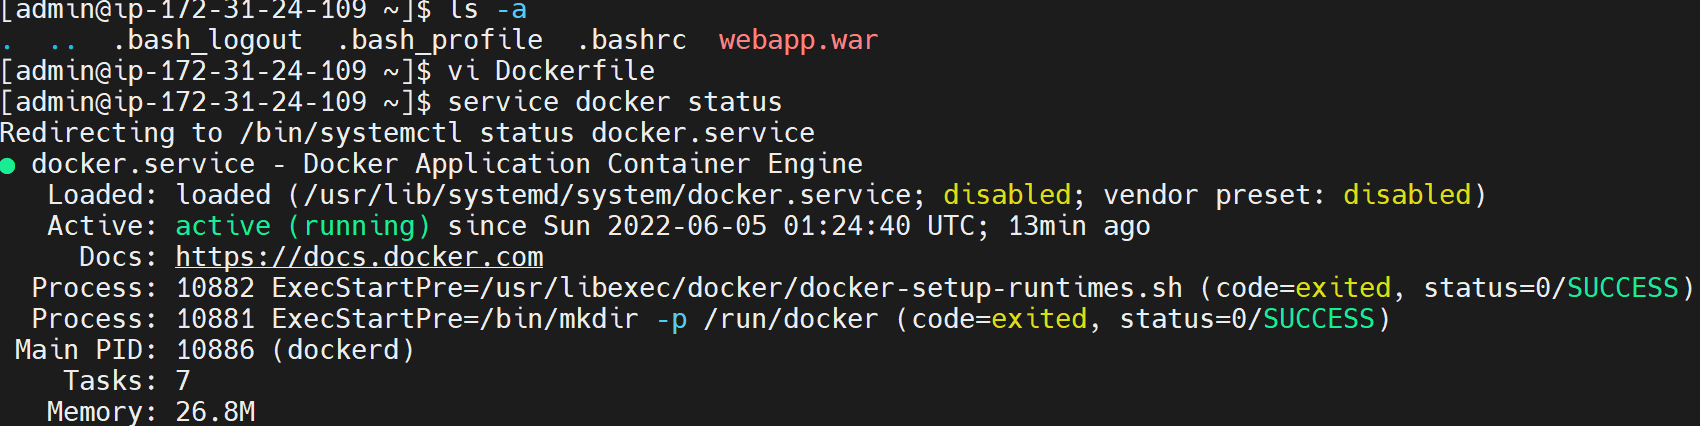 [admin@ip-172-31-24-109 ~]$ ls -a
.  ..  .bash_logout  .bash_profile  .bashrc  webapp.war
[admin@ip-172-31-24-109 ~]$ vi Dockerfile
[admin@ip-172-31-24-109 ~]$ service docker status
Redirecting to /bin/systemctl status docker.service
● docker.service - Docker Application Container Engine
   Loaded: loaded (/usr/lib/systemd/system/docker.service; disabled; vendor preset: disabled)
   Active: active (running) since Sun 2022-06-05 01:24:40 UTC; 13min ago
     Docs: https://docs.docker.com
  Process: 10882 ExecStartPre=/usr/libexec/docker/docker-setup-runtimes.sh (code=exited, status=0/SUCCESS)
  Process: 10881 ExecStartPre=/bin/mkdir -p /run/docker (code=exited, status=0/SUCCESS)
 Main PID: 10886 (dockerd)
    Tasks: 7
   Memory: 26.8M